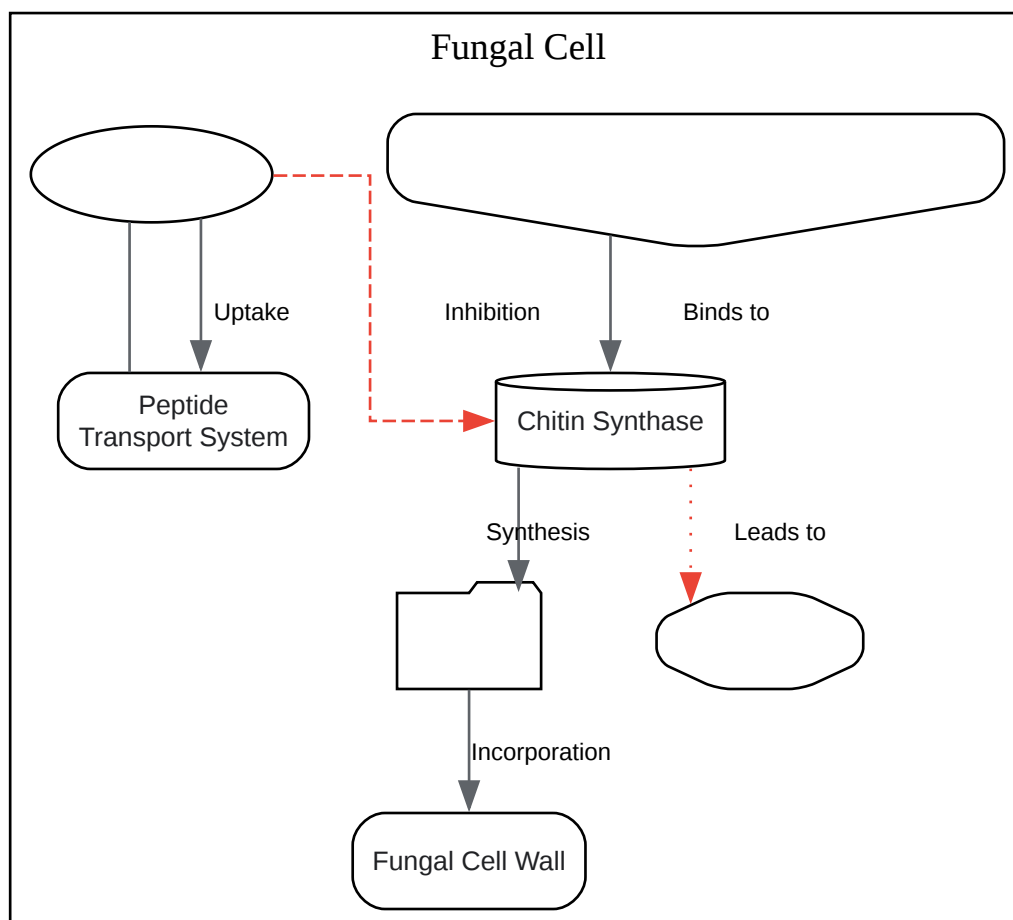 Fungal Cell
Uptake
Inhibition
Binds to
Peptide
Transport System
Chitin Synthase
Synthesis
Leads to
Incorporation
Fungal Cell Wall